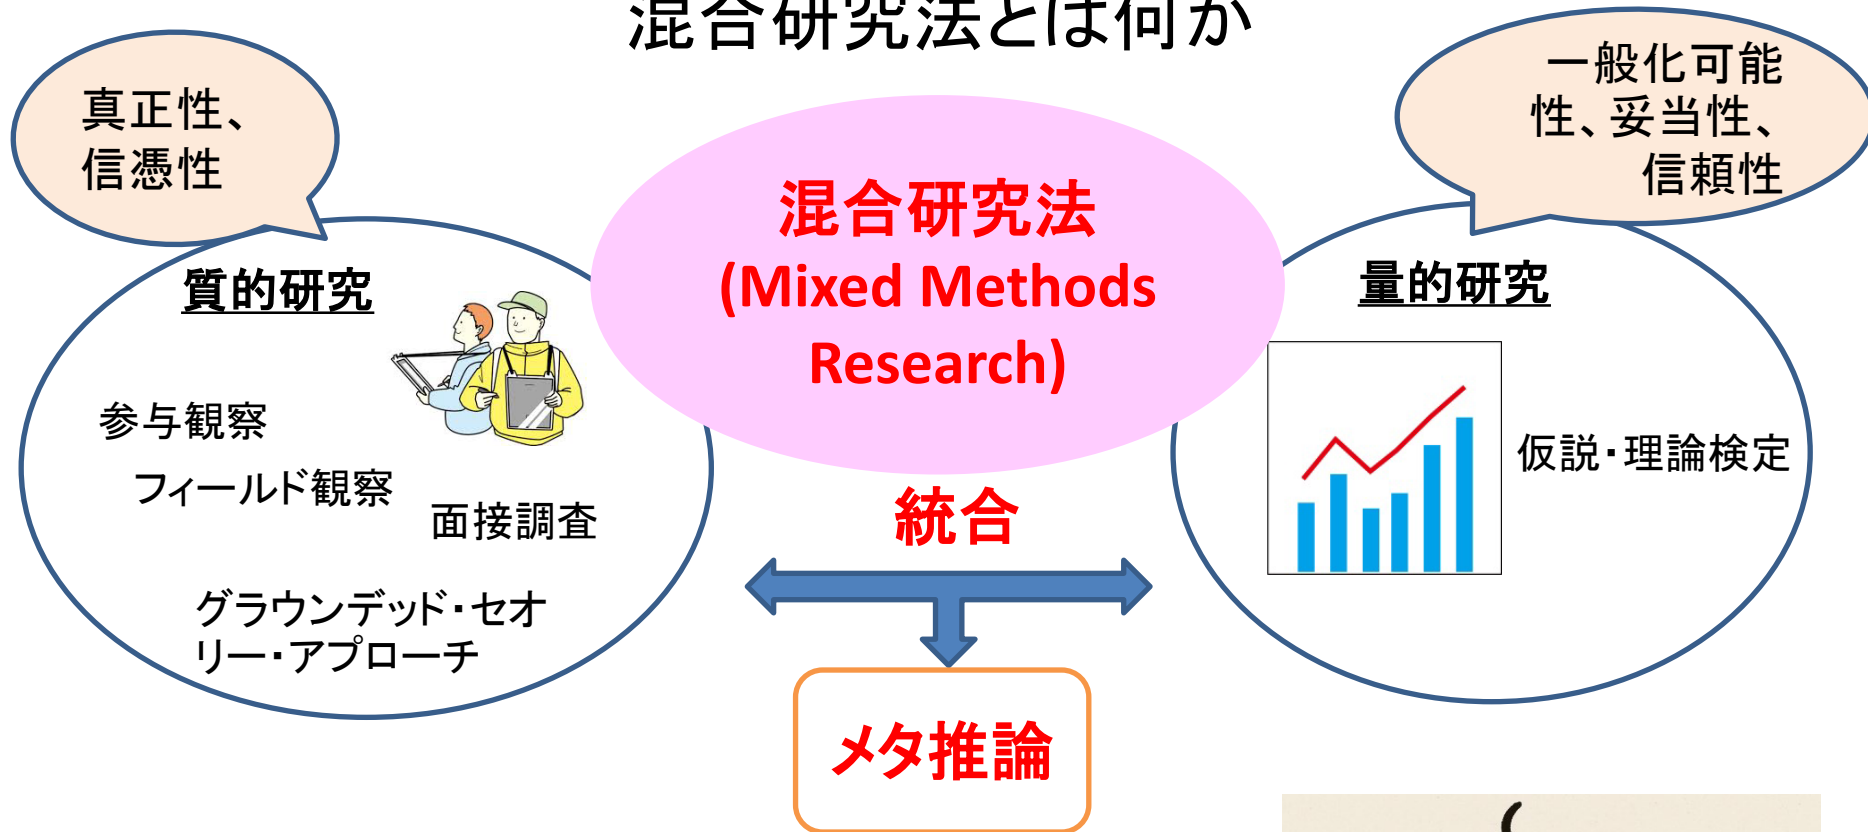 混合研究法とは何か
真正性、
信憑性
一般化可能
性、妥当性、
信頼性
混合研究法
(Mixed Methods
Research)
質的研究
量的研究
参与観察
フィールド観察
面接調査
グラウンデッド・セオ
リー・アプローチ
仮説・理論検定
統合
メタ推論